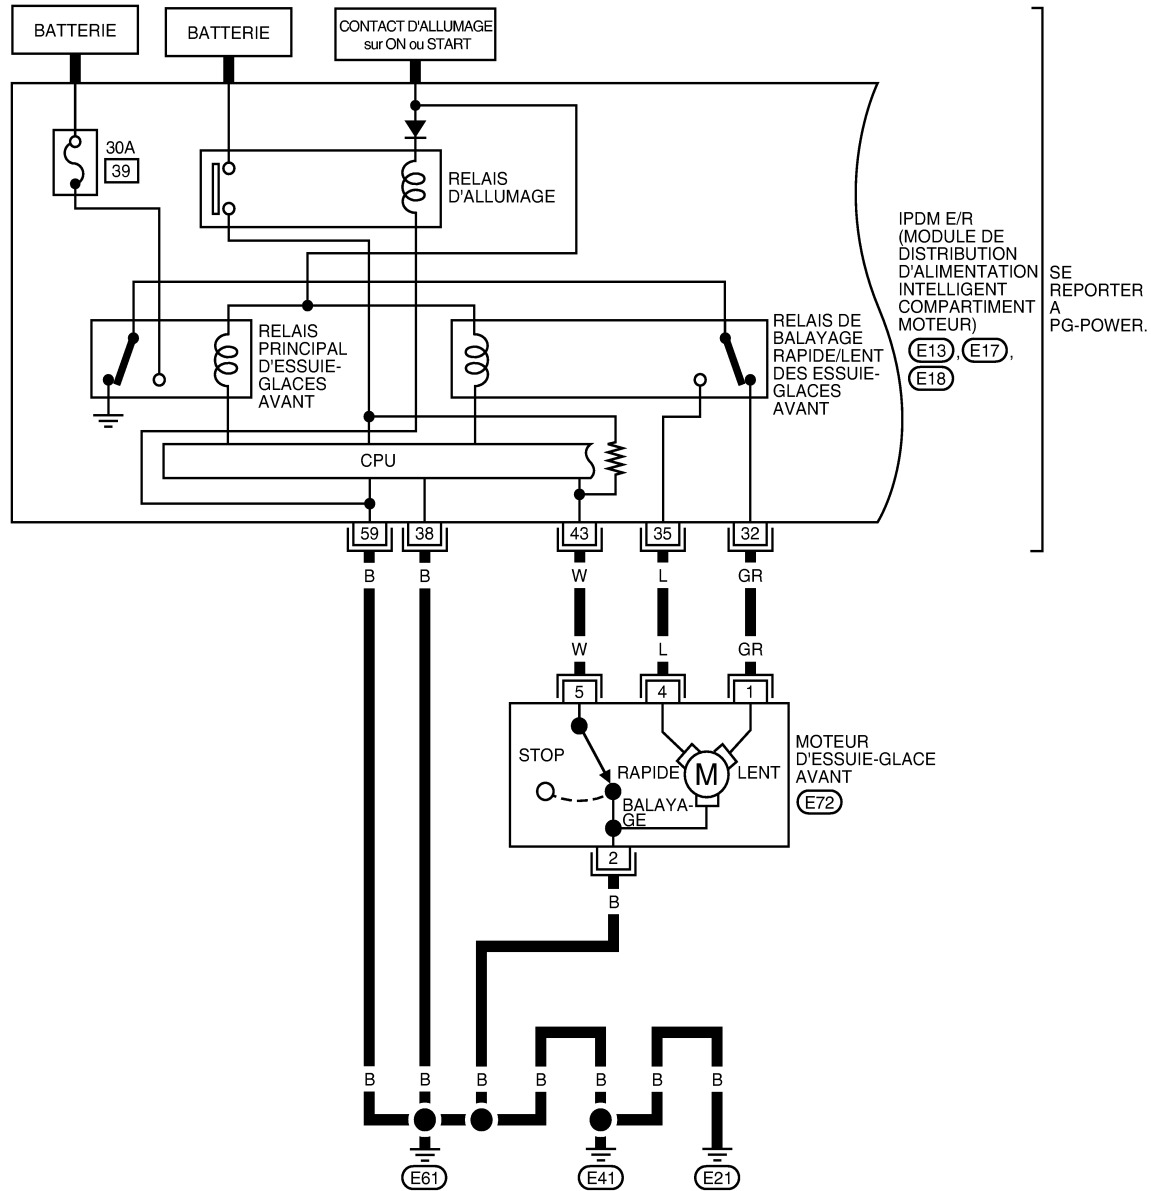 BATTERIE
BATTERIE
CONTACT D'ALLUMAGE
sur ON ou START
30A
39
RELAIS
D'ALLUMAGE
IPDM E/R
(MODULE DE
DISTRIBUTION
D'ALIMENTATION
INTELLIGENT
COMPARTIMENT
MOTEUR)
E13, E17,
E18
SE
REPORTER
A
PG-POWER.
RELAIS
PRINCIPAL
D'ESSUIE-
GLACES
AVANT
RELAIS DE
BALAYAGE
RAPIDE/LENT
DES ESSUIE-
GLACES
AVANT
CPU
59 38 43 35 32
B B W L GR
W L GR
5 4 1
STOP
RAPIDE
M
LENT
BALAYA-
GE
MOTEUR
D'ESSUIE-GLACE
AVANT
E72
2
B
B B B B B B B
E61 E41 E21